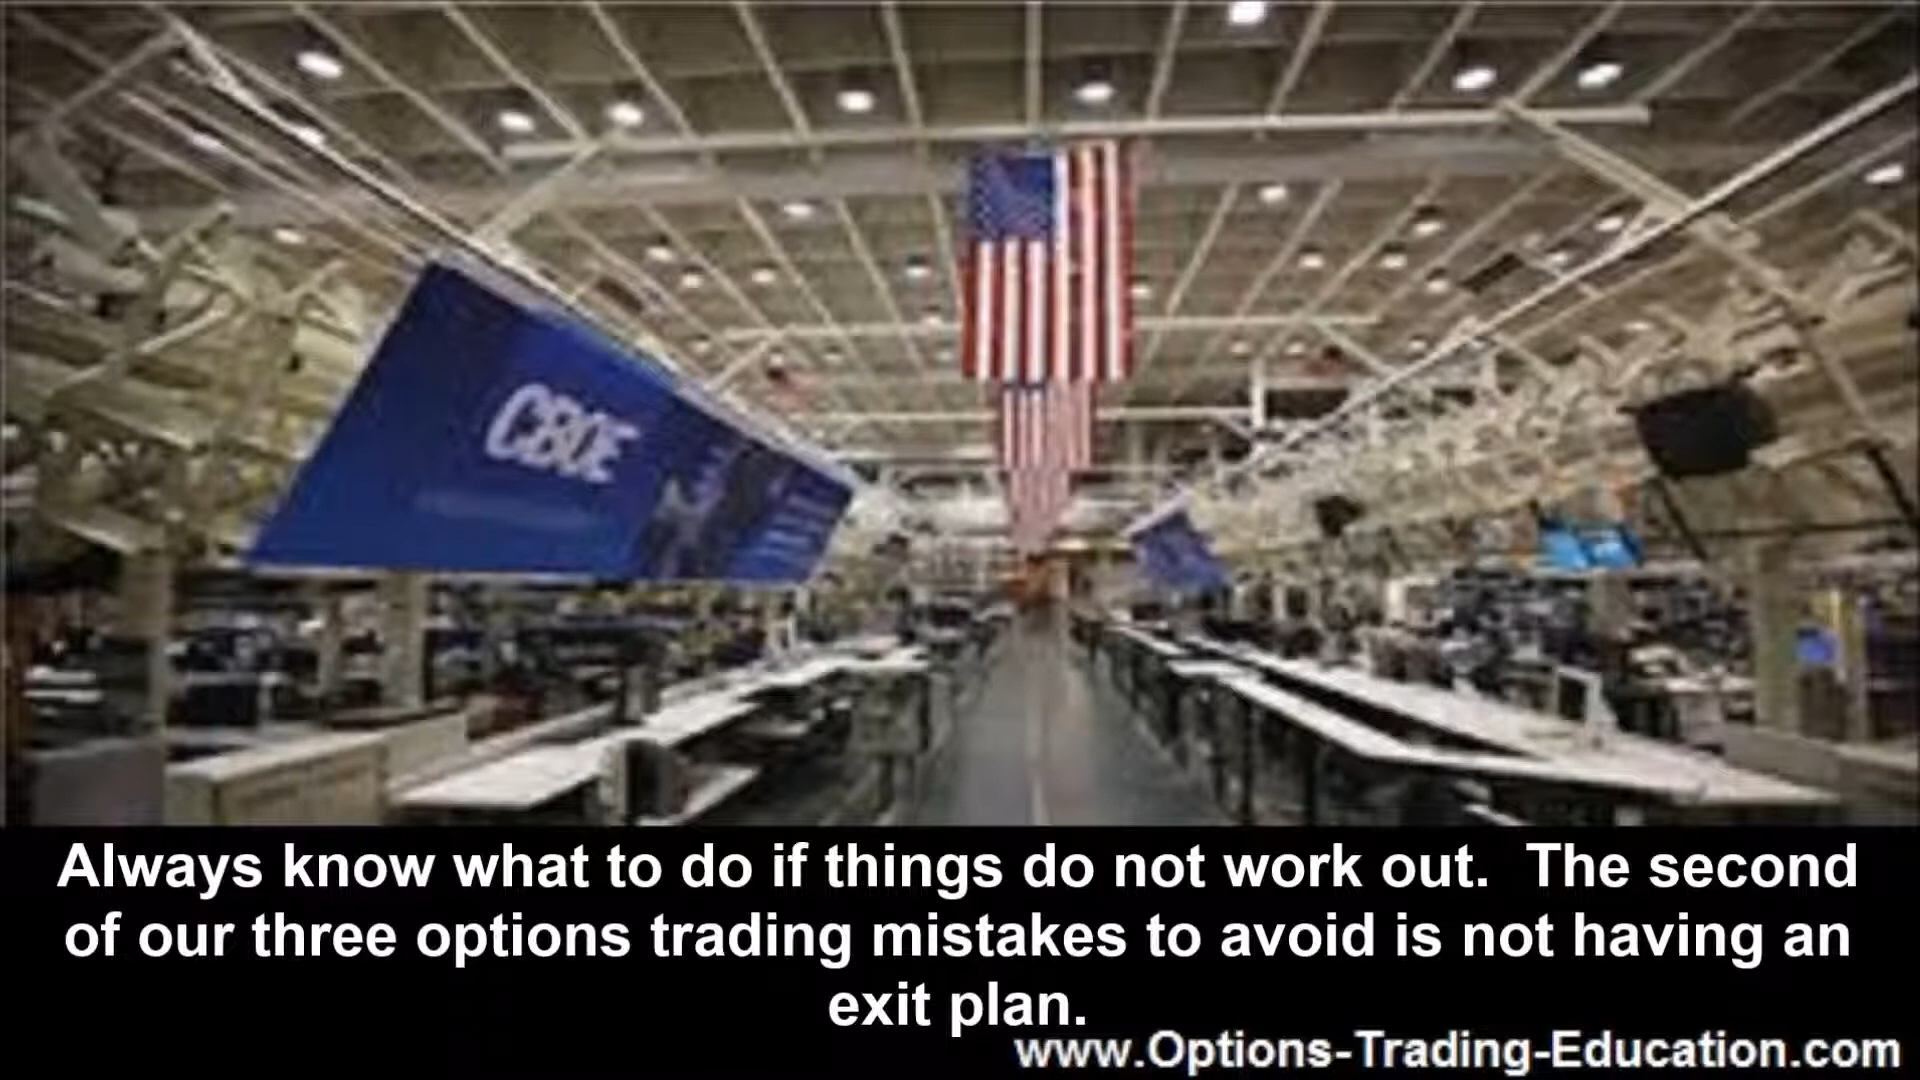 CBOE
Always know what to do if things do not work out.  The second
of our three options trading mistakes to avoid is not having an
exit plan.
www.Options-Trading-Education.com